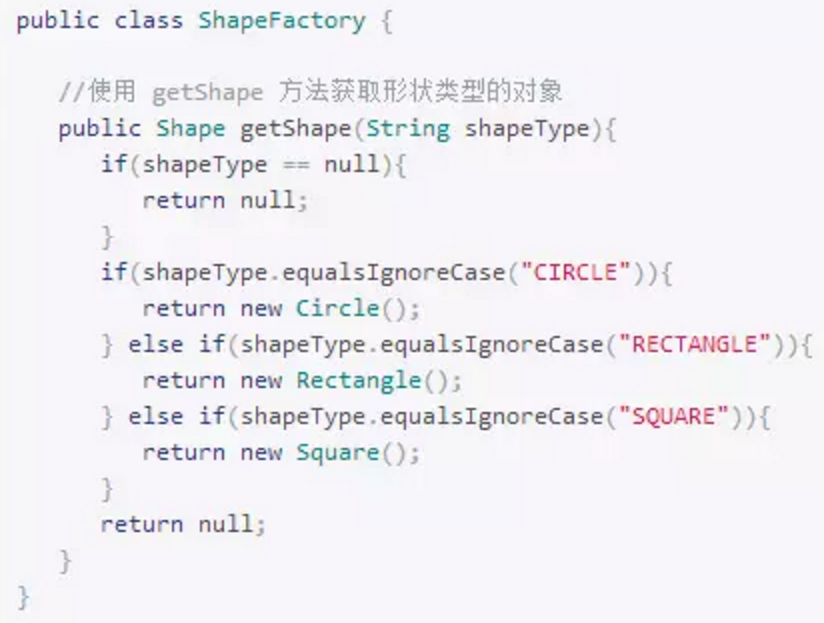 public class ShapeFactory {
//使用 getShape 方法获取形状类型的对象
public Shape getShape(String shapeType){
if(shapeType == null){
return null;
}
if(shapeType.equalsIgnoreCase("CIRCLE")){
return new Circle();
} else if(shapeType.equalsIgnoreCase("RECTANGLE")){
return new Rectangle();
} else if(shapeType.equalsIgnoreCase("SQUARE")){
return new Square();
}
return null;
}
}